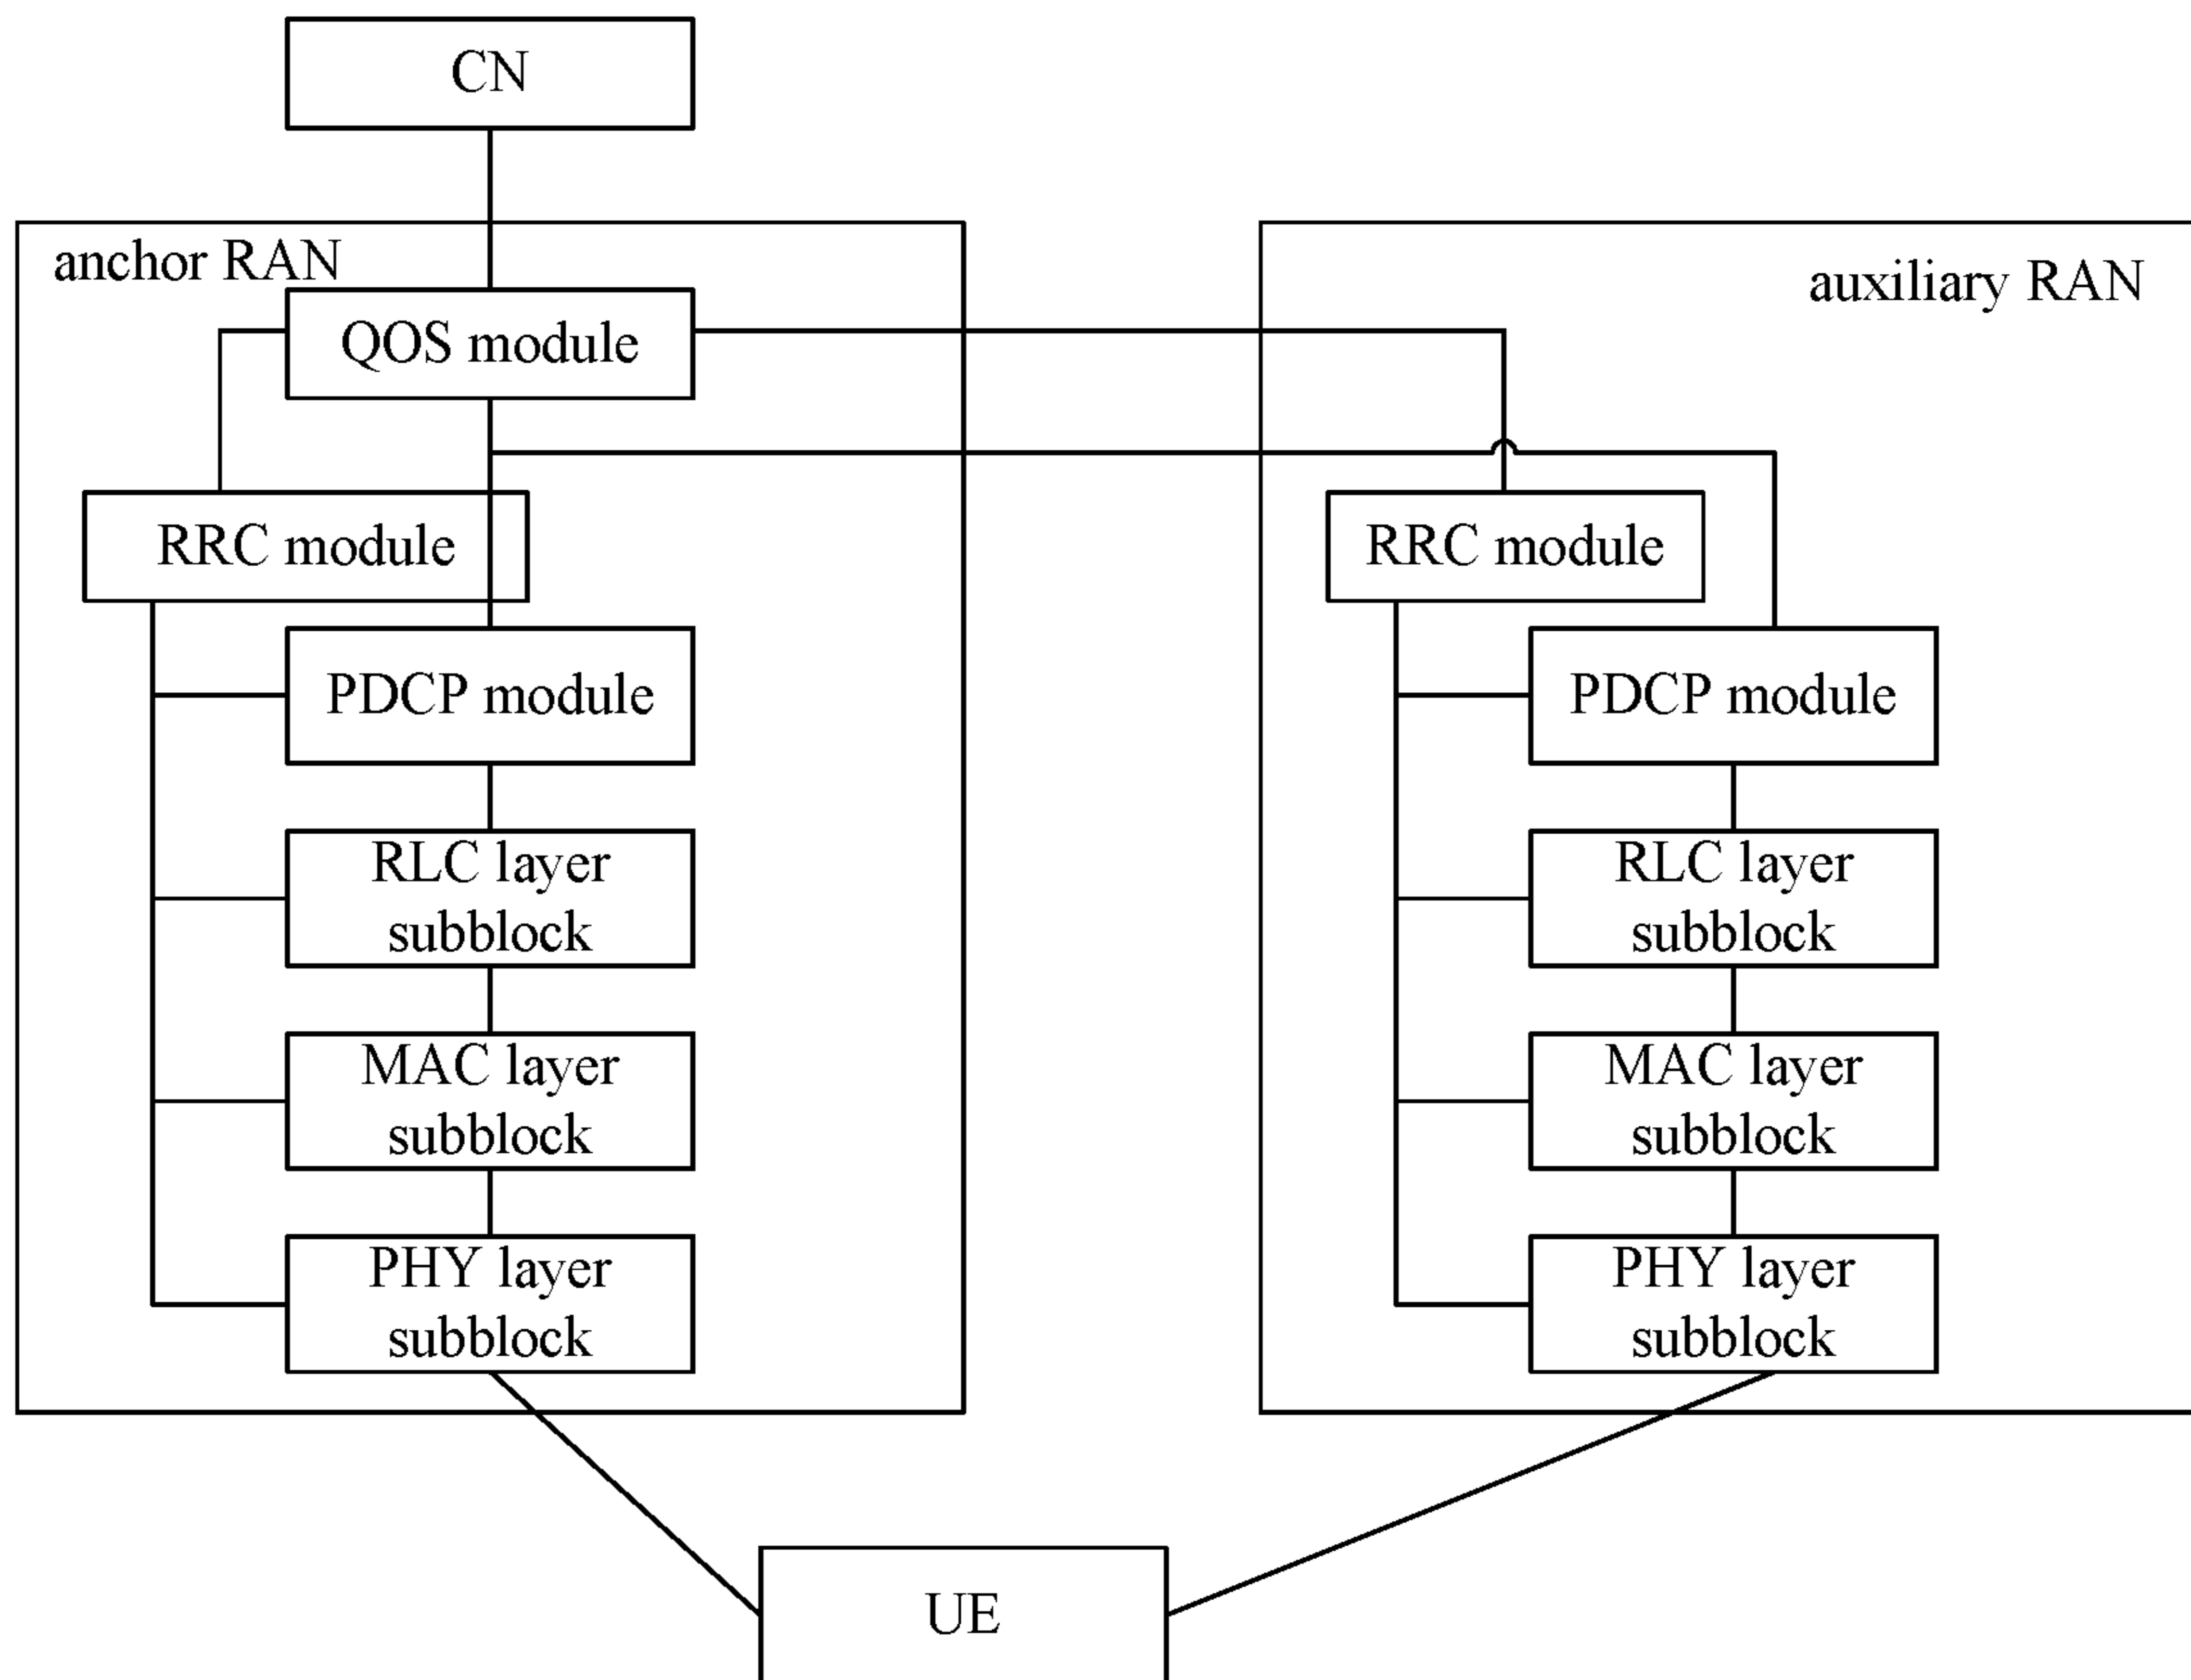 CN
anchor RAN
QOS module
RRC module
PDCP module
RLC layer
subblock
MAC layer
subblock
PHY layer
subblock
auxiliary RAN
RRC module
PDCP module
RLC layer
subblock
MAC layer
subblock
PHY layer
subblock
UE